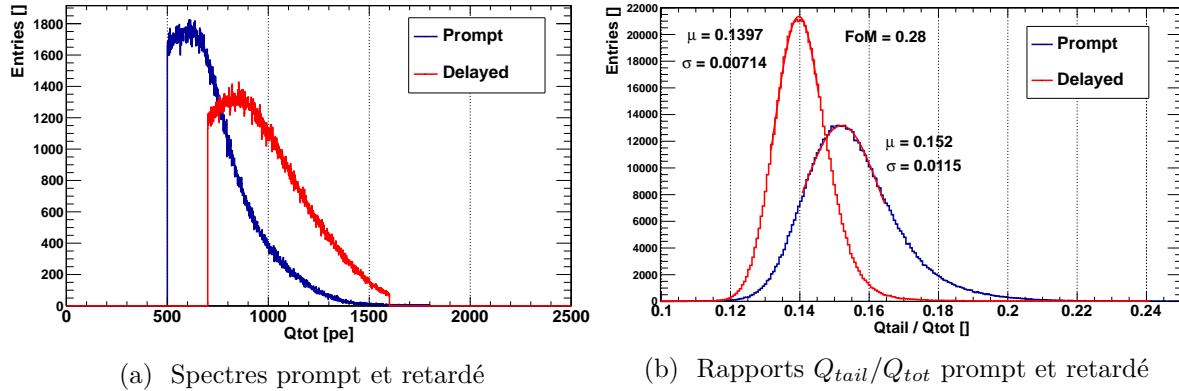 Entries []
1800
1600
1400
1200
1000
800
600
400
200
0
0 500 1000 1500 2000 2500
Qtot [pe]
Prompt
Delayed
(a) Spectres prompt et retardé
Entries []
22000
20000
18000
16000
14000
12000
10000
8000
6000
4000
2000
0
0.1 0.12 0.14 0.16 0.18 0.2 0.22 0.24
Qtail / Qtot []
μ = 0.1397
σ = 0.00714
FoM = 0.28
Prompt
Delayed
μ = 0.152
σ = 0.0115
(b) Rapports Qtail/Qtot prompt et retardé